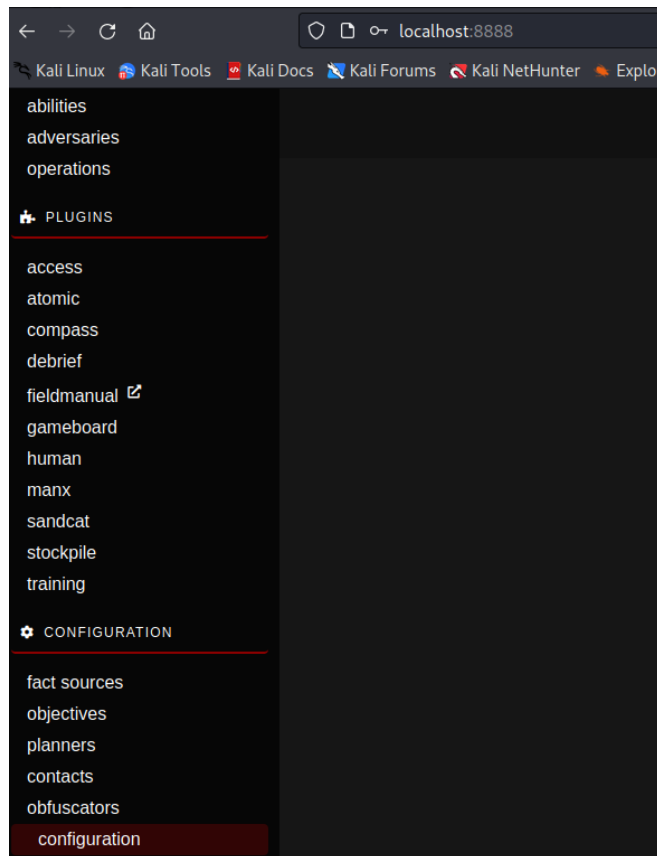 localhost:8888
Kali Linux Kali Tools Kali Docs Kali Forums Kali NetHunter Explo
abilities
adversaries
operations
PLUGINS
access
atomic
compass
debrief
fieldmanual
gameboard
human
manx
sandcat
stockpile
training
CONFIGURATION
fact sources
objectives
planners
contacts
obfuscators
configuration